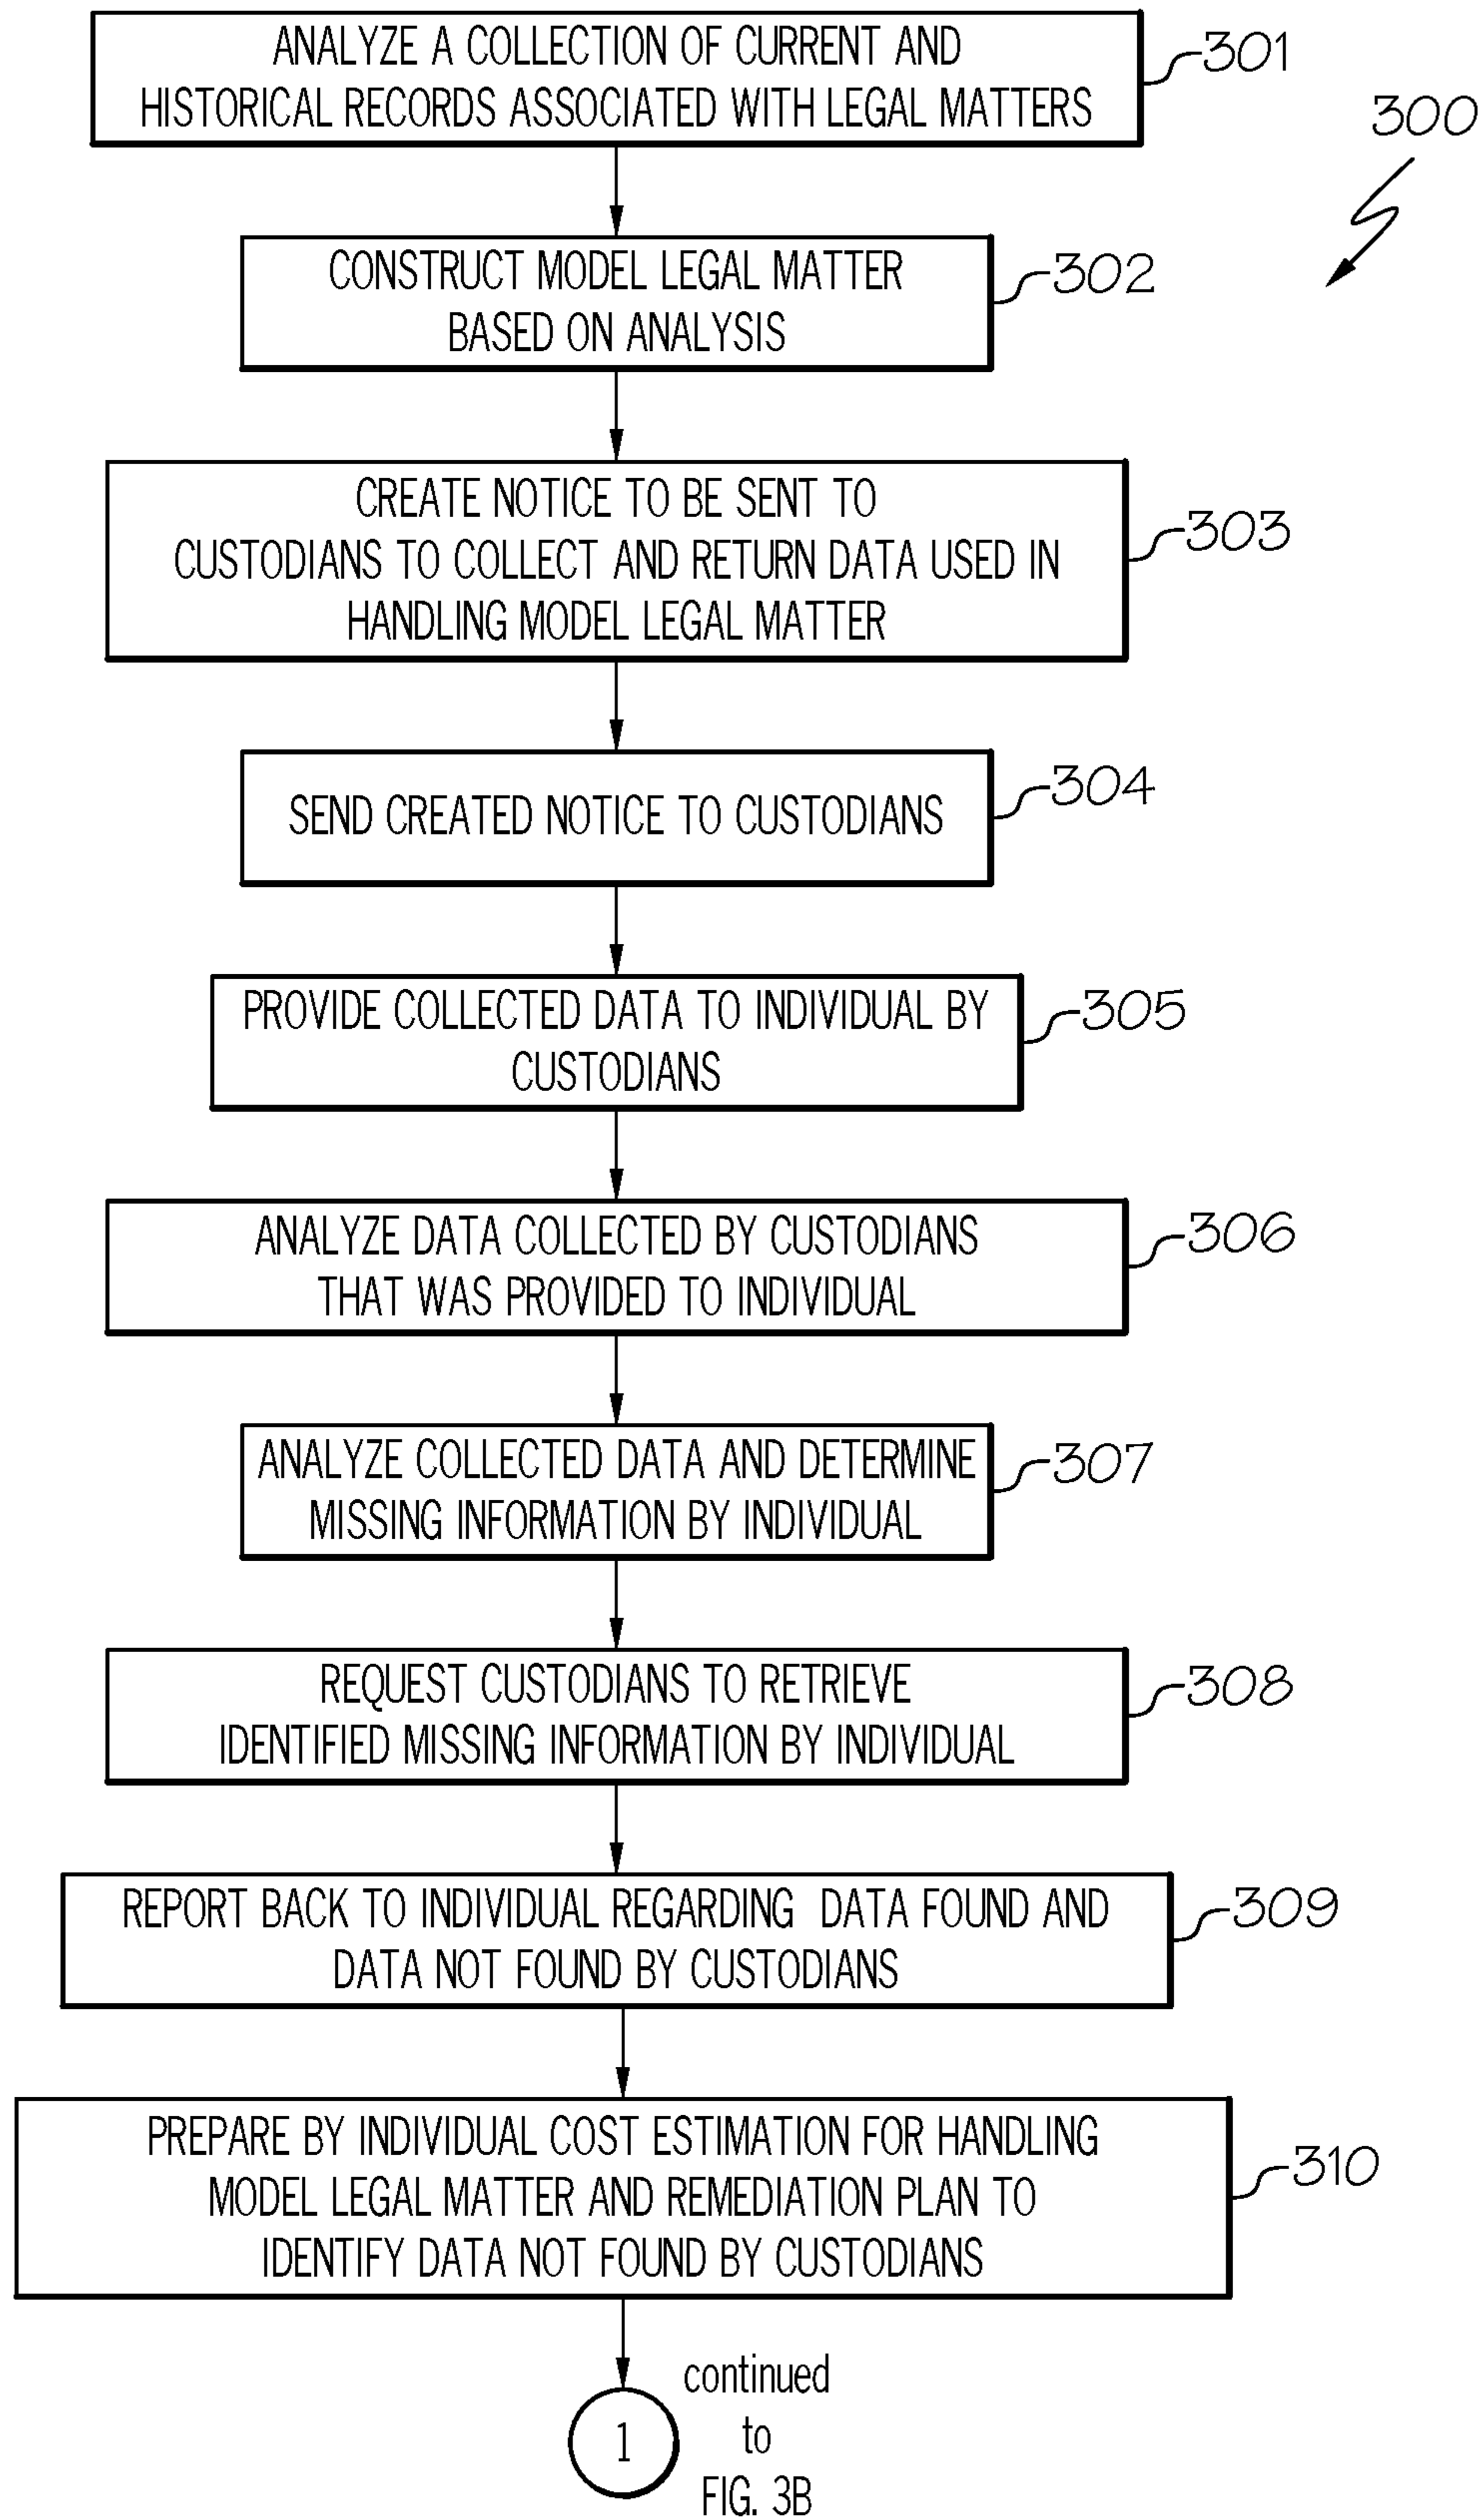 ANALYZE A COLLECTION OF CURRENT AND
HISTORICAL RECORDS ASSOCIATED WITH LEGAL MATTERS
301
300
CONSTRUCT MODEL LEGAL MATTER
BASED ON ANALYSIS
302
CREATE NOTICE TO BE SENT TO
CUSTODIANS TO COLLECT AND RETURN DATA USED IN
HANDLING MODEL LEGAL MATTER
303
SEND CREATED NOTICE TO CUSTODIANS
304
PROVIDE COLLECTED DATA TO INDIVIDUAL BY
CUSTODIANS
305
ANALYZE DATA COLLECTED BY CUSTODIANS
THAT WAS PROVIDED TO INDIVIDUAL
306
ANALYZE COLLECTED DATA AND DETERMINE
MISSING INFORMATION BY INDIVIDUAL
307
REQUEST CUSTODIANS TO RETRIEVE
IDENTIFIED MISSING INFORMATION BY INDIVIDUAL
308
REPORT BACK TO INDIVIDUAL REGARDING DATA FOUND AND
DATA NOT FOUND BY CUSTODIANS
309
PREPARE BY INDIVIDUAL COST ESTIMATION FOR HANDLING
MODEL LEGAL MATTER AND REMEDIATION PLAN TO
IDENTIFY DATA NOT FOUND BY CUSTODIANS
310
1
continued
to
FIG. 3B